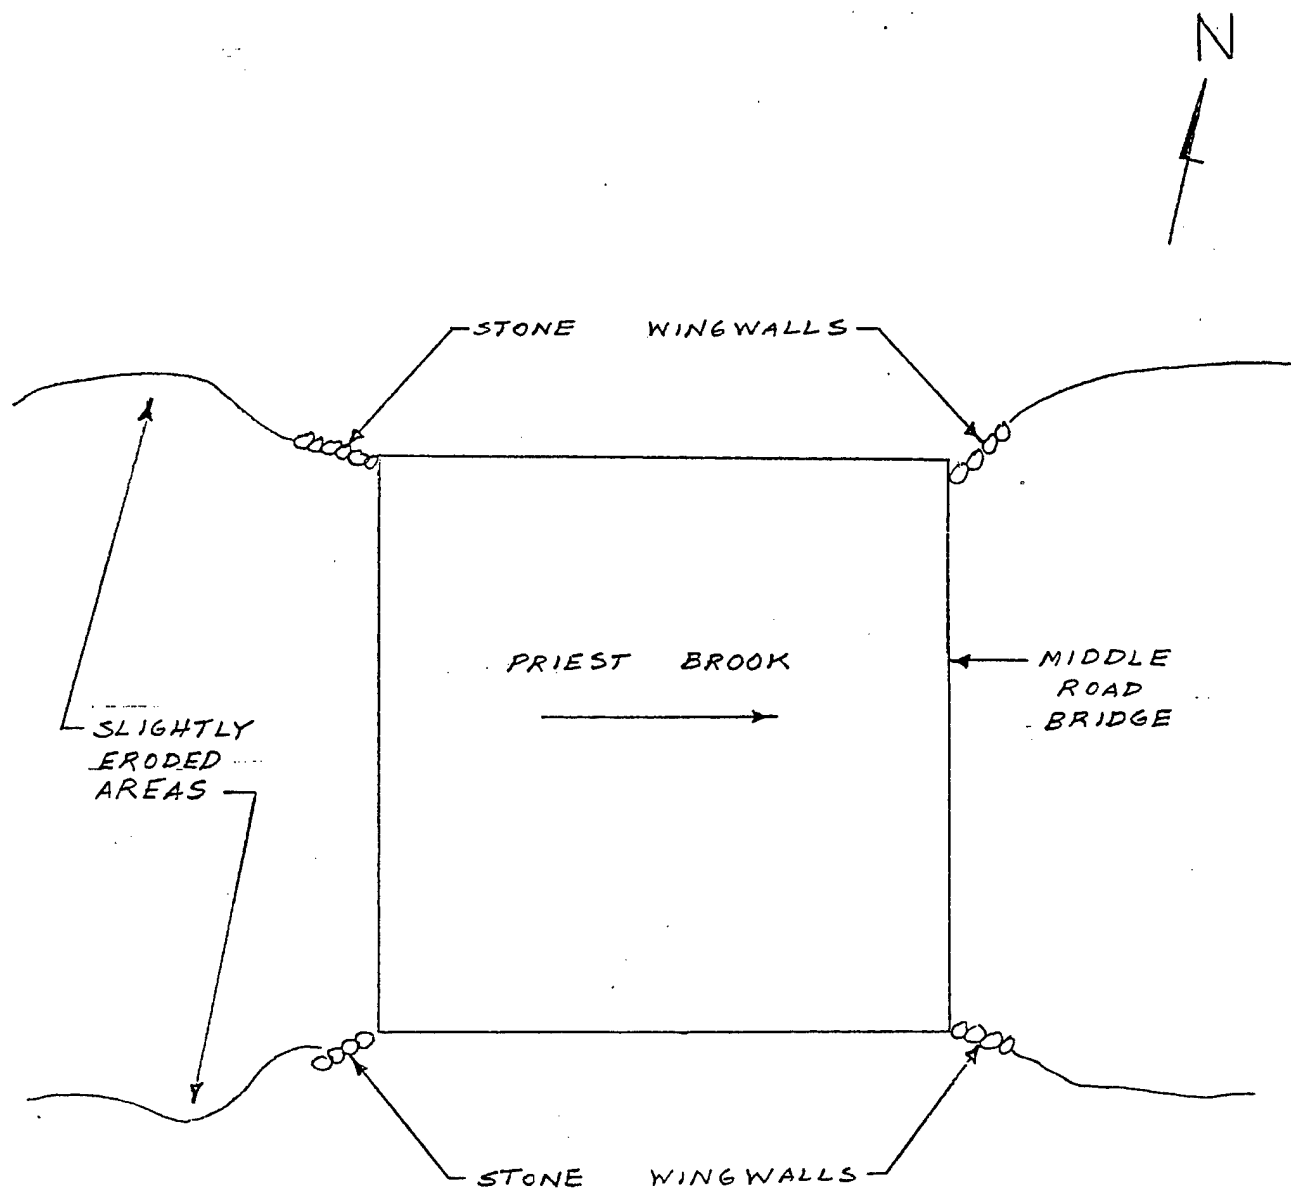 N
STONE WINGWALLS
PRIEST BROOK
MIDDLE
ROAD
BRIDGE
SLIGHTLY
ERODED
AREAS
STONE WINGWALLS